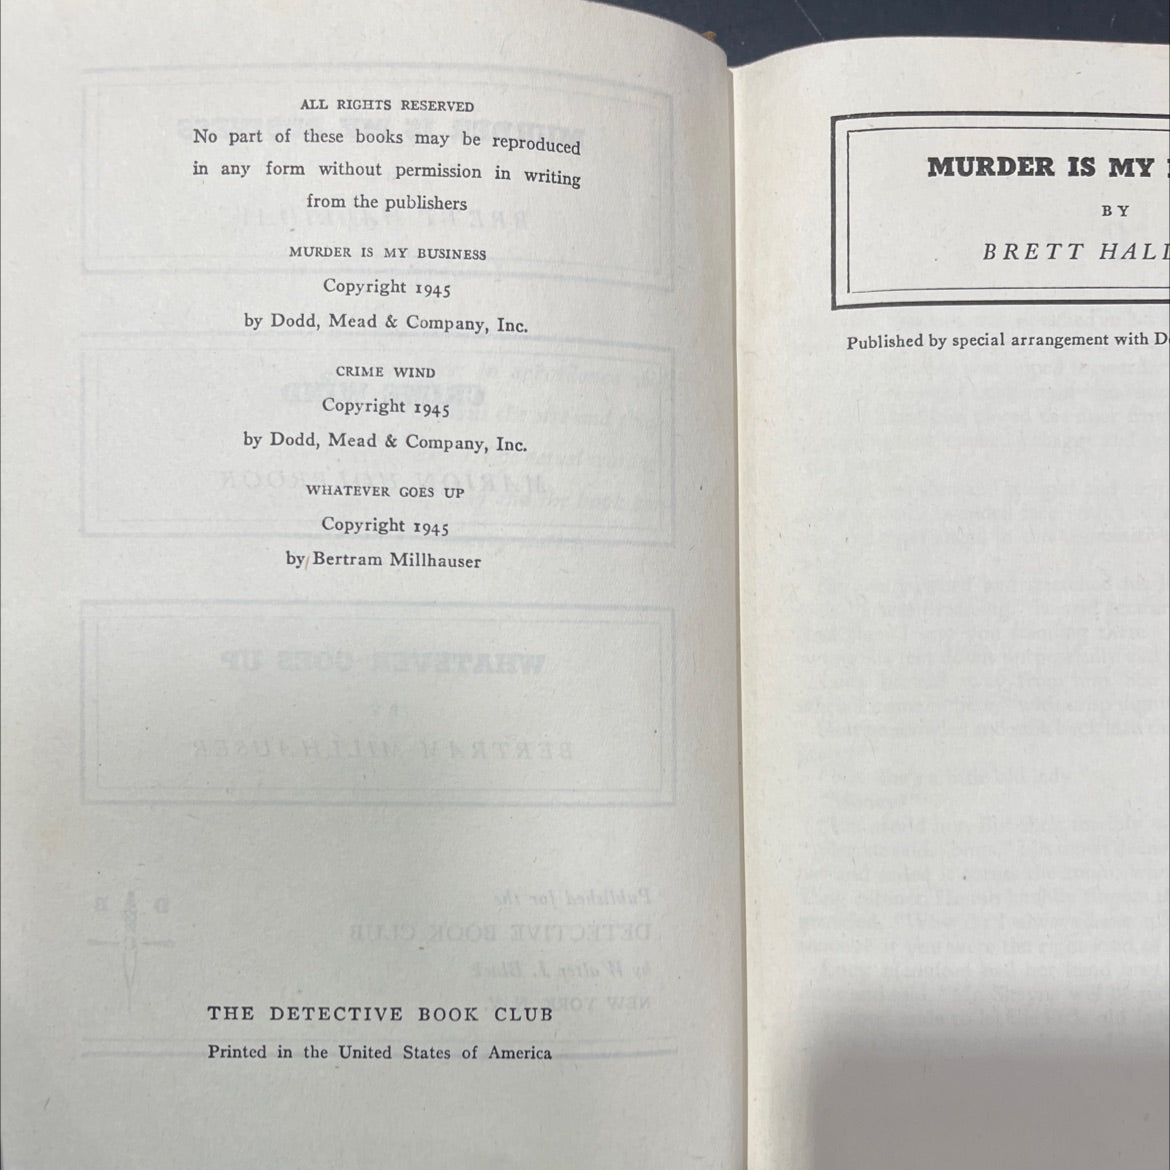 ALL RIGHTS RESERVED
No part of these books may be reproduced
in any form without permission in writing
from the publishers
MURDER IS MY BUSINESS
Copyright 1945
by Dodd, Mead & Company, Inc.
CRIME WIND
Copyright 1945
by Dodd, Mead & Company, Inc.
WHATEVER GOES UP
Copyright 1945
by Bertram Millhauser
THE DETECTIVE BOOK CLUB
Printed in the United States of America
MURDER IS MY
BY
BRETT HALL
Published by special arrangement with